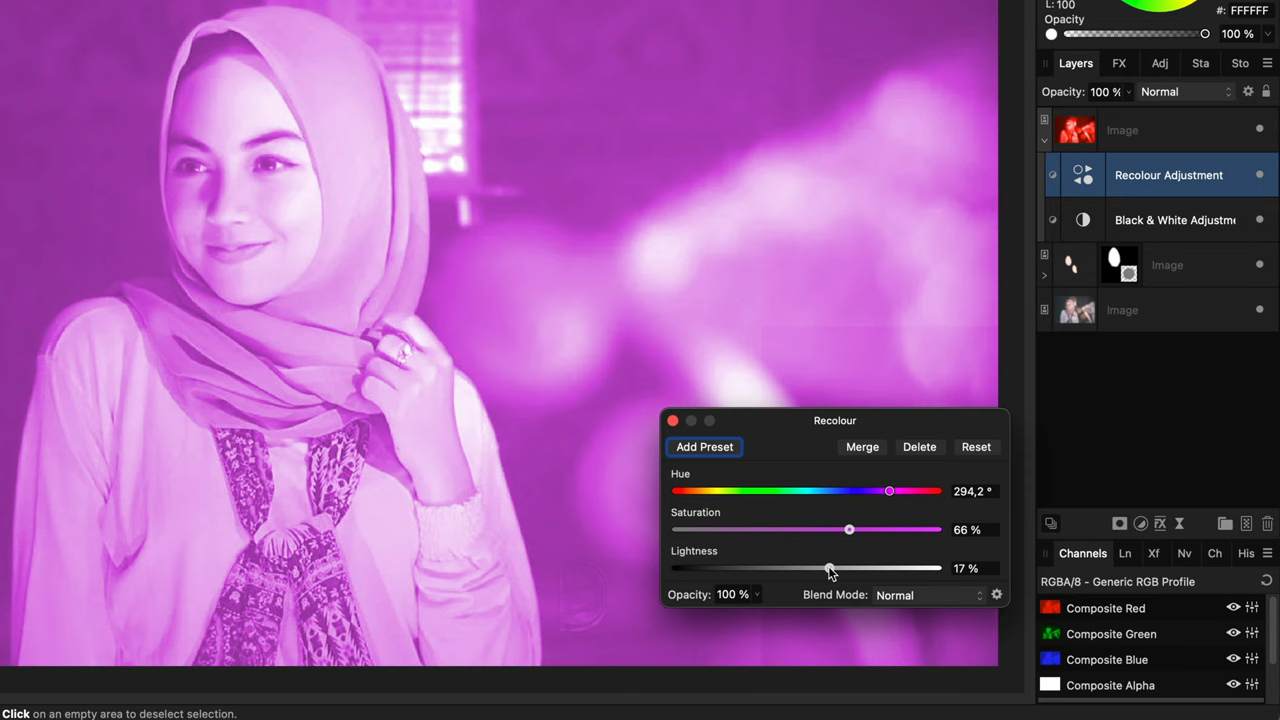 L: 100
#: FFFFFF
Opacity
100 %
Layers FX Adj Sta Sto
Opacity: 100 % Normal
Image
Recolour Adjustment
Black & White Adjustme
Image
Image
Recolour
Add Preset Merge Delete Reset
Hue
294,2 °
Saturation
66 %
Lightness
17 %
Opacity: 100 % Blend Mode: Normal
Channels Ln Xf Nv Ch His
RGBA/8 - Generic RGB Profile
Composite Red
Composite Green
Composite Blue
Composite Alpha
Click on an empty area to deselect selection.